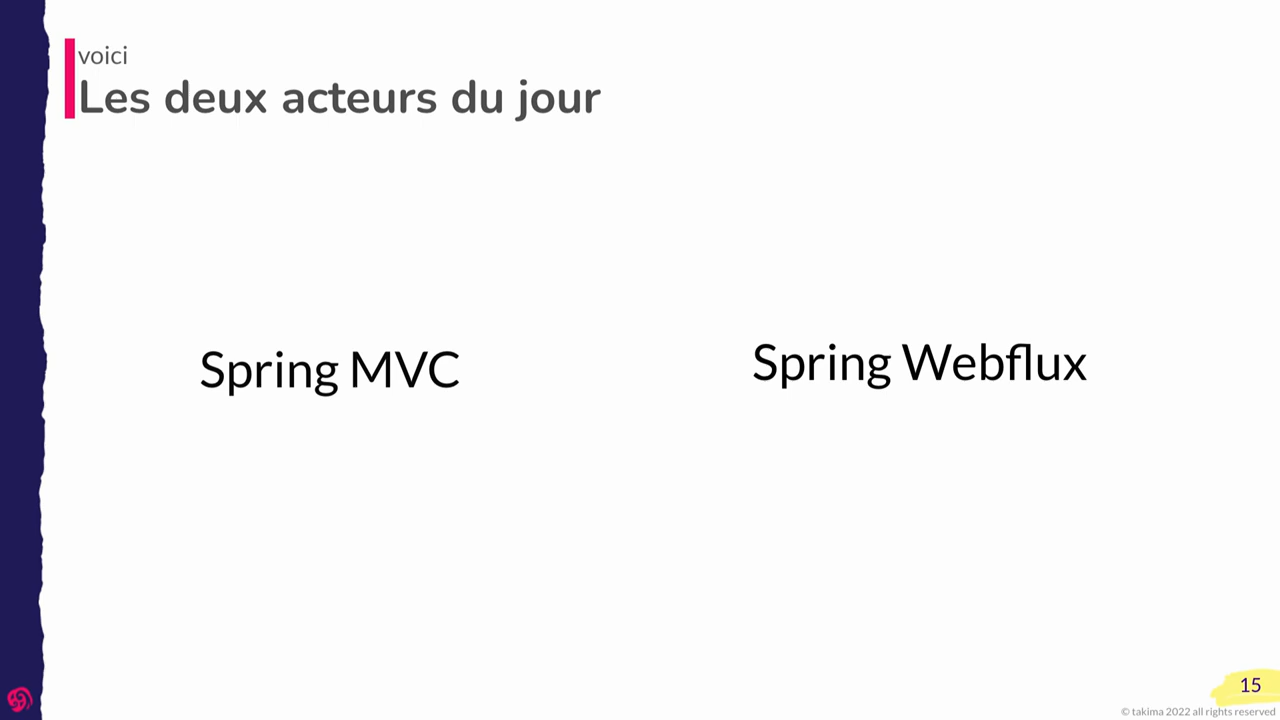 voici
Les deux acteurs du jour
Spring MVC
Spring Webflux
15
© takima 2022 all rights reserved